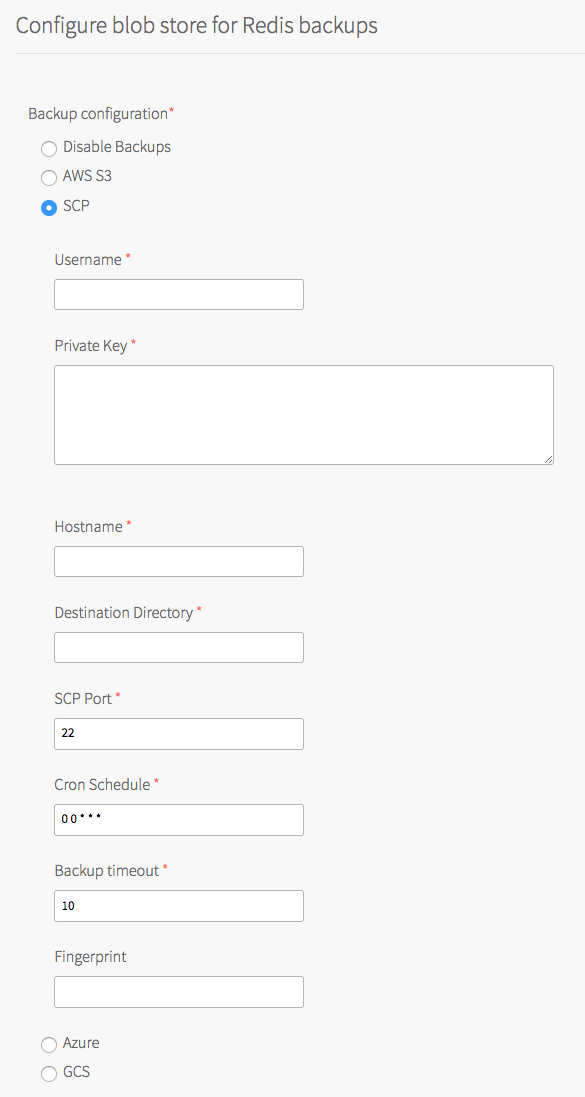 Configure blob store for Redis backups
Backup configuration*
Disable Backups
AWS S3
SCP
Username *
Private Key *
Hostname *
Destination Directory *
SCP Port *
22
Cron Schedule *
0 0 * * *
Backup timeout *
10
Fingerprint
Azure
GCS